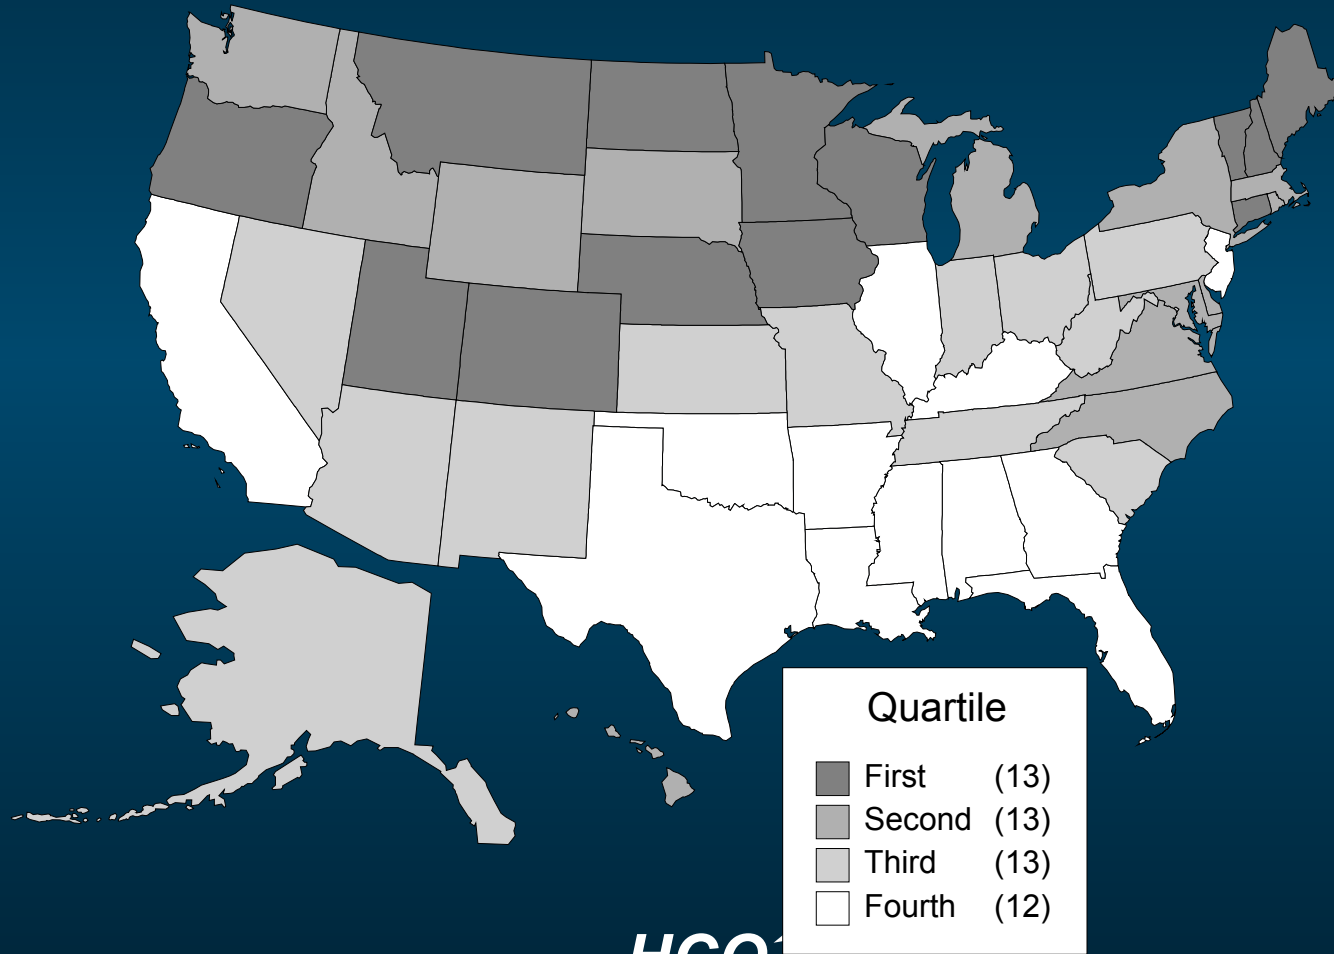 Quartile
First (13)
Second (13)
Third (13)
Fourth (12)